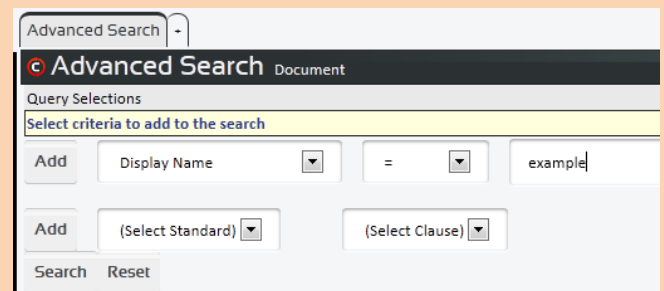 Advanced Search +
Advanced Search Document
Query Selections
Select criteria to add to the search
Add Display Name = example
Add (Select Standard) (Select Clause)
Search Reset